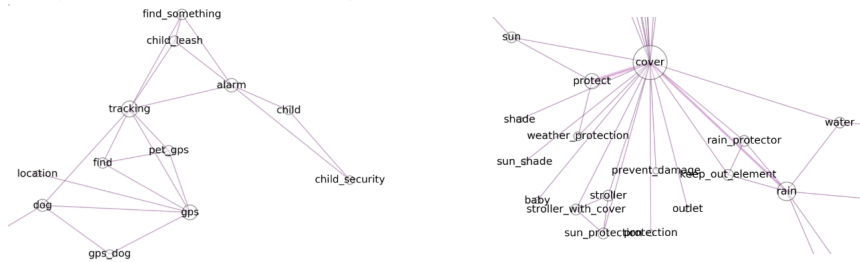 find_something
child_leash
alarm
tracking
child
find
pet_gps
location
child_security
dog
gps
gps_dog
sun
cover
protect
shade
water
weather_protection
rain_protector
sun_shade
prevent_damage
keep_out_element
rain
baby
stroller
stroller_with_cover
outlet
sun_protection
protection